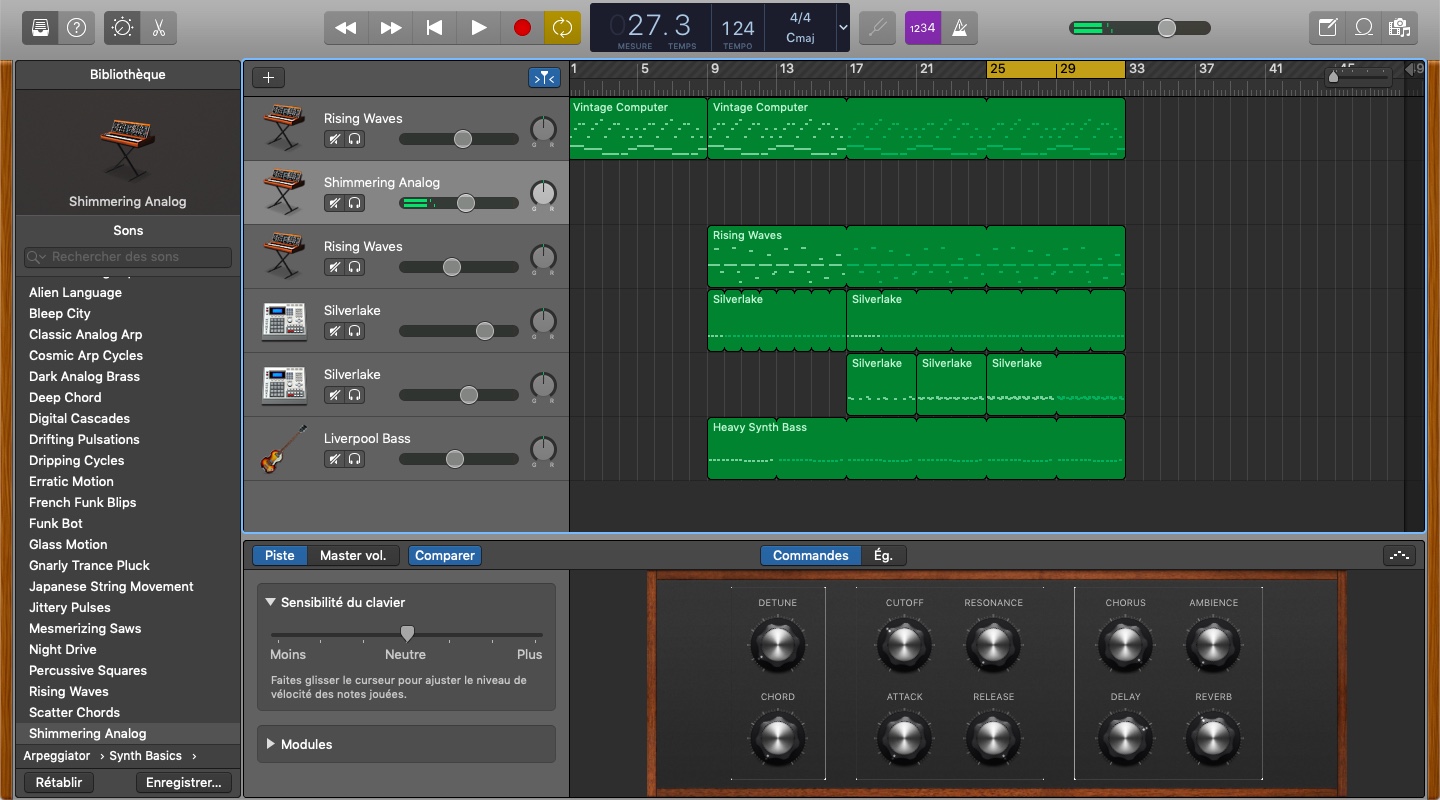 27.3
MESURE TEMPS
124
TEMPO
4/4
Cmaj
1234
Bibliothèque
Shimmering Analog
Sons
Rechercher des sons
Alien Language
Bleep City
Classic Analog Arp
Cosmic Arp Cycles
Dark Analog Brass
Deep Chord
Digital Cascades
Drifting Pulsations
Dripping Cycles
Erratic Motion
French Funk Blips
Funk Bot
Glass Motion
Gnarly Trance Pluck
Japanese String Movement
Jittery Pulses
Mesmerizing Saws
Night Drive
Percussive Squares
Rising Waves
Scatter Chords
Shimmering Analog
Arpeggiator > Synth Basics >
Rétablir Enregistrer...
1 5 9 13 17 21 25 29 33 37 41
Rising Waves
G R
Shimmering Analog
G R
Rising Waves
G R
Silverlake
G R
Silverlake
G R
Liverpool Bass
G R
Vintage Computer Vintage Computer
Rising Waves
Silverlake Silverlake
Silverlake Silverlake Silverlake
Heavy Synth Bass
Piste Master vol. Comparer Commandes Ég.
Sensibilité du clavier
Moins Neutre Plus
Faites glisser le curseur pour ajuster le niveau de
vélocité des notes jouées.
Modules
DETUNE CUTOFF RESONANCE CHORUS AMBIENCE
CHORD ATTACK RELEASE DELAY REVERB